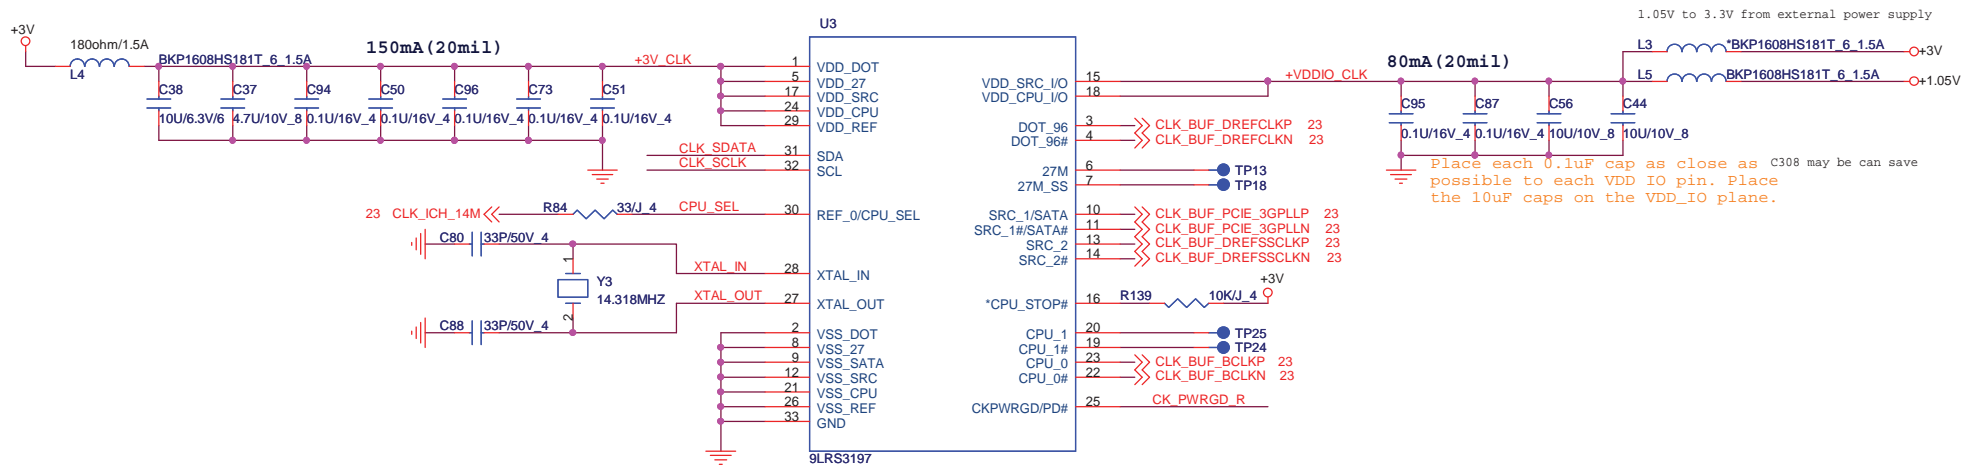 1.05V to 3.3V from external power supply
U3
+3V
180ohm/1.5A
L4
BKP1608HS181T_6_1.5A
150mA(20mil)
+3V_CLK
C38
10U/6.3V/6
C37
4.7U/10V_8
C94
0.1U/16V_4
C50
0.1U/16V_4
C96
0.1U/16V_4
C73
0.1U/16V_4
C51
0.1U/16V_4
1 VDD_DOT
5 VDD_27
17 VDD_SRC
24 VDD_CPU
29 VDD_REF
CLK_SDATA 31 SDA
CLK_SCLK 32 SCL
23 CLK_ICH_14M R84 33/J_4 CPU_SEL 30 REF_0/CPU_SEL
C80 33P/50V_4
XTAL_IN 28 XTAL_IN
1
Y3
14.318MHZ
2
XTAL_OUT 27 XTAL_OUT
C88 33P/50V_4
2 VSS_DOT
8 VSS_27
9 VSS_SATA
12 VSS_SRC
21 VSS_CPU
26 VSS_REF
33 GND
9LRS3197
VDD_SRC_I/O 15
VDD_CPU_I/O 18
+VDDIO_CLK
80mA(20mil)
L3 *BKP1608HS181T_6_1.5A +3V
L5 BKP1608HS181T_6_1.5A +1.05V
C95
0.1U/16V_4
C87
0.1U/16V_4
C56
10U/10V_8
C44
10U/10V_8
DOT_96 3 CLK_BUF_DREFCLKP 23
DOT_96# 4 CLK_BUF_DREFCLKN 23
27M 6 TP13
27M_SS 7 TP18
Place each 0.1uF cap as close as
possible to each VDD IO pin. Place
the 10uF caps on the VDD_IO plane.
C308 may be can save
SRC_1/SATA 10 CLK_BUF_PCIE_3GPLLP 23
SRC_1#/SATA# 11 CLK_BUF_PCIE_3GPLLN 23
SRC_2 13 CLK_BUF_DREFSSCLKP 23
SRC_2# 14 CLK_BUF_DREFSSCLKN 23
*CPU_STOP# 16 R139 10K/J_4 +3V
CPU_1 20 TP25
CPU_1# 19 TP24
CPU_0 23 CLK_BUF_BCLKP 23
CPU_0# 22 CLK_BUF_BCLKN 23
CKPWRGD/PD# 25 CK_PWRGD_R